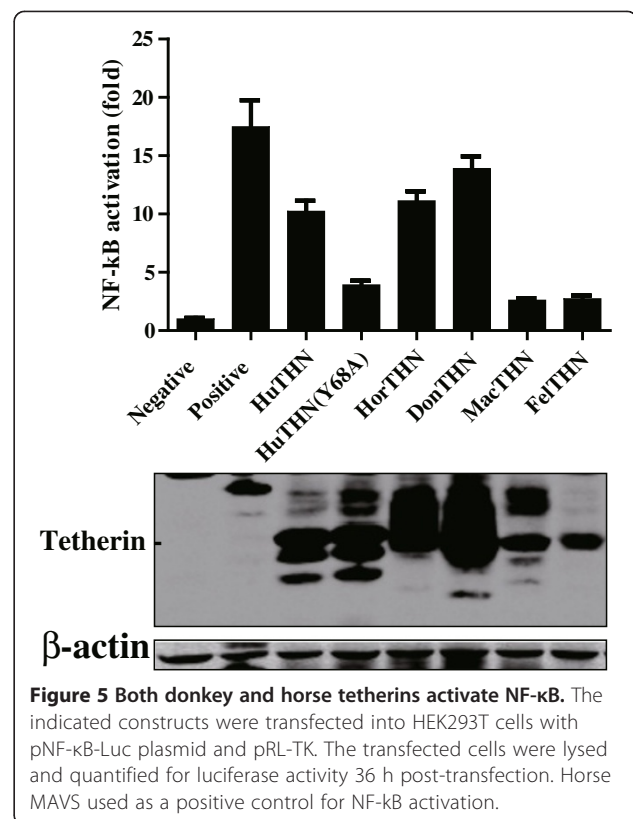 25
20
15
10
5
0
NF-kB activation (fold)
Negative
Positive
HuTHN
HuTHN(Y68A)
HorTHN
DonTHN
MacTHN
FelTHN
Tetherin
β-actin
Figure 5 Both donkey and horse tetherins activate NF-κB. The
indicated constructs were transfected into HEK293T cells with
pNF-κB-Luc plasmid and pRL-TK. The transfected cells were lysed
and quantified for luciferase activity 36 h post-transfection. Horse
MAVS used as a positive control for NF-kB activation.